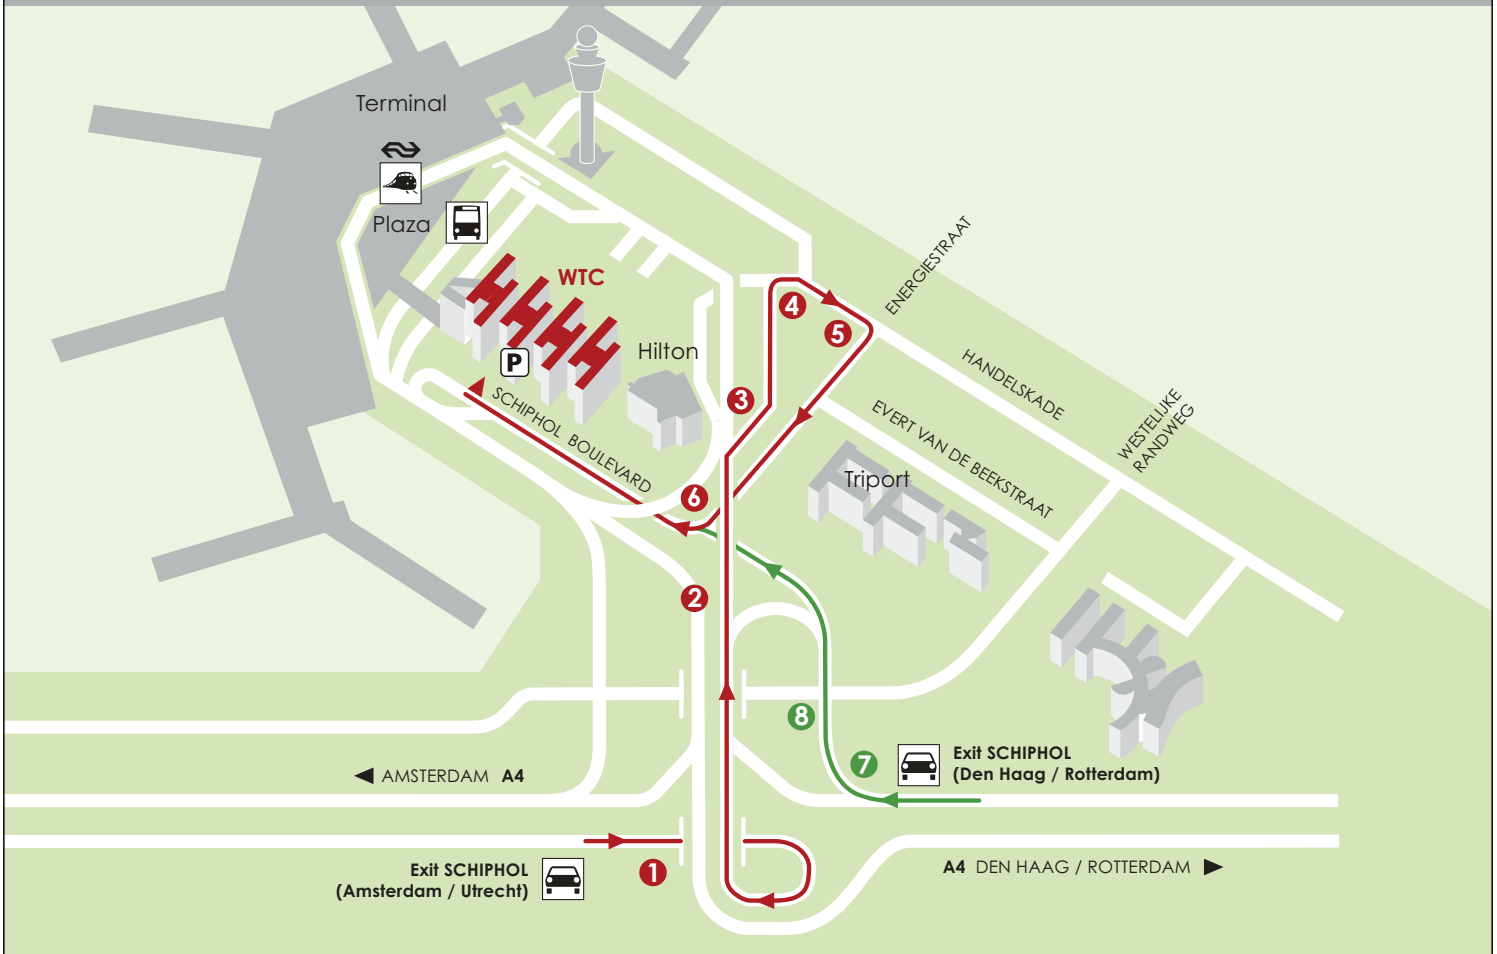 Terminal
Plaza
WTC
P
Hilton
SCHIPHOL BOULEVARD
ENERGIESTRAAT
HANDELSKADE
WESTELIJKE
RANDWEG
EVERT VAN DE BEEKSTRAAT
Triport
4
5
3
6
2
8
7
Exit SCHIPHOL
(Den Haag / Rotterdam)
AMSTERDAM A4
Exit SCHIPHOL
(Amsterdam / Utrecht)
1
A4 DEN HAAG / ROTTERDAM